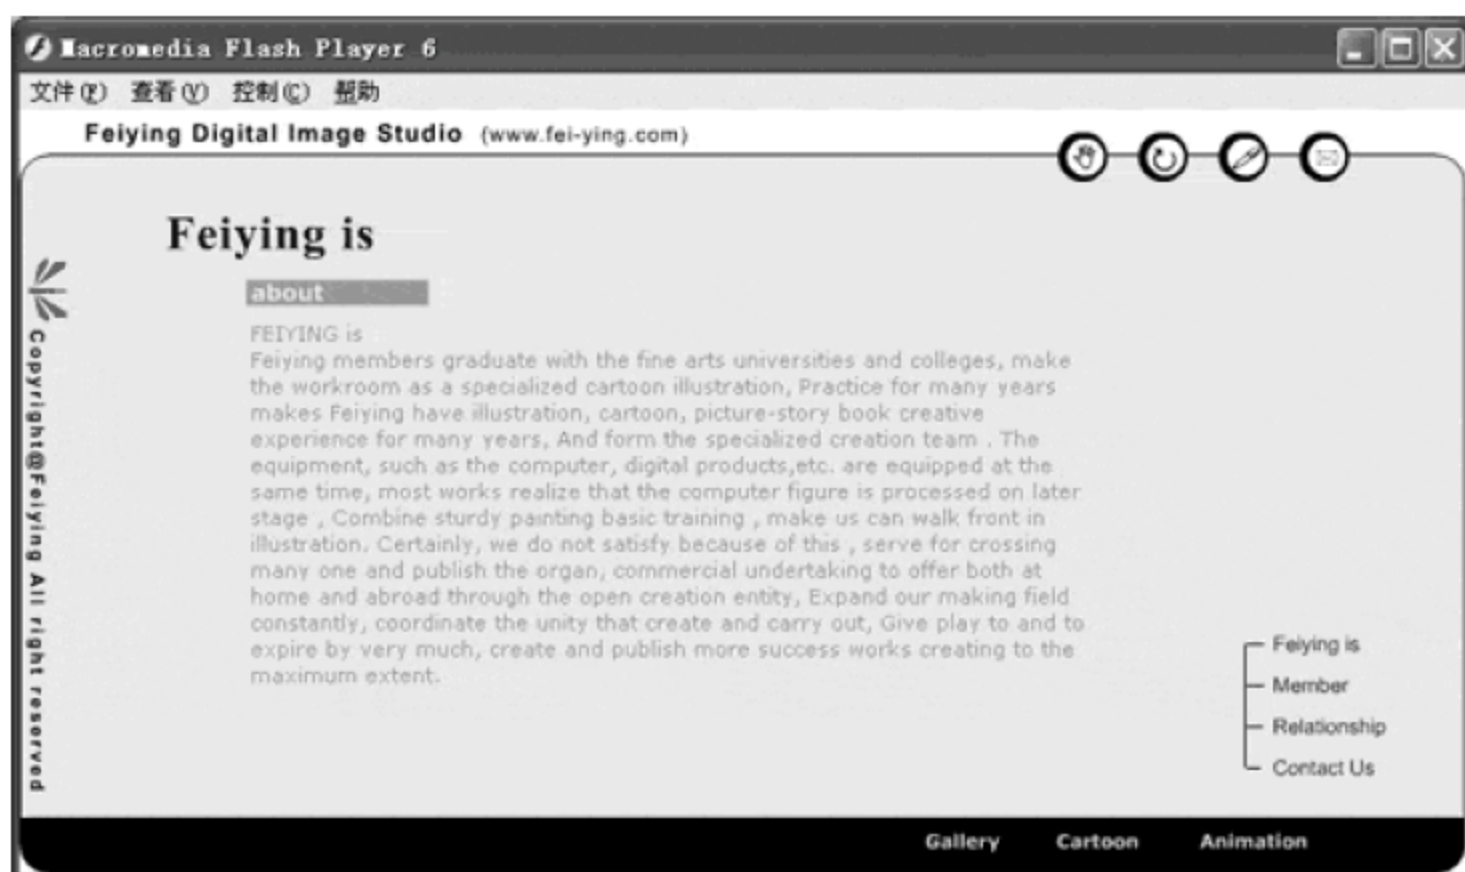 Macromedia Flash Player 6
文件(F) 查看(V) 控制(C) 帮助
Feiying Digital Image Studio (www.fei-ying.com)
Feiying is
about
FEIYING is
Feiying members graduate with the fine arts universities and colleges, make
the workroom as a specialized cartoon illustration, Practice for many years
makes Feiying have illustration, cartoon, picture-story book creative
experience for many years, And form the specialized creation team . The
equipment, such as the computer, digital products,etc. are equipped at the
same time, most works realize that the computer figure is processed on later
stage , Combine sturdy painting basic training , make us can walk front in
illustration. Certainly, we do not satisfy because of this , serve for crossing
many one and publish the organ, commercial undertaking to offer both at
home and abroad through the open creation entity, Expand our making field
constantly, coordinate the unity that create and carry out, Give play to and to
expire by very much, create and publish more success works creating to the
maximum extent.
Copyright@Feiying All right reserved
Feiying is
Member
Relationship
Contact Us
Gallery Cartoon Animation